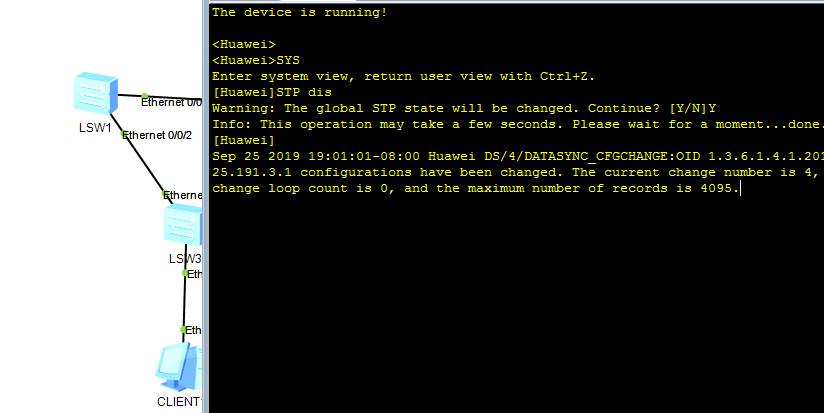 The device is running!
<Huawei>
<Huawei>SYS
Enter system view, return user view with Ctrl+Z.
[Huawei]STP dis
Warning: The global STP state will be changed. Continue? [Y/N]Y
Info: This operation may take a few seconds. Please wait for a moment...done.
[Huawei]
Sep 25 2019 19:01:01-08:00 Huawei DS/4/DATASYNC_CFGCHANGE:OID 1.3.6.1.4.1.201
25.191.3.1 configurations have been changed. The current change number is 4,
change loop count is 0, and the maximum number of records is 4095.
Ethernet 0/0
LSW1
Ethernet 0/0/2
Etherne
LSW3
Eth
Eth
CLIENT